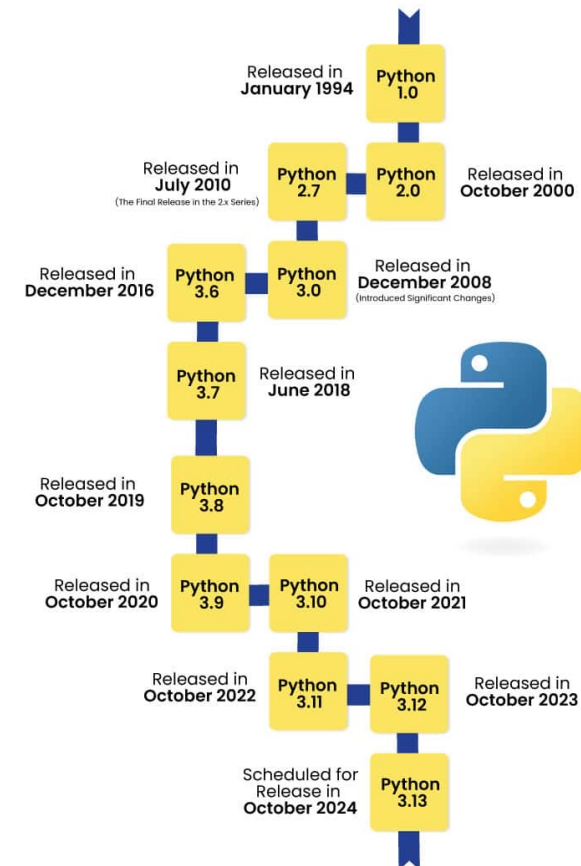 Released in
January 1994
Python
1.0
Released in
July 2010
(The Final Release in the 2.x Series)
Python
2.7
Python
2.0
Released in
October 2000
Released in
December 2016
Python
3.6
Python
3.0
Released in
December 2008
(Introduced Significant Changes)
Python
3.7
Released in
June 2018
Released in
October 2019
Python
3.8
Released in
October 2020
Python
3.9
Python
3.10
Released in
October 2021
Released in
October 2022
Python
3.11
Python
3.12
Released in
October 2023
Scheduled for
Release in
October 2024
Python
3.13